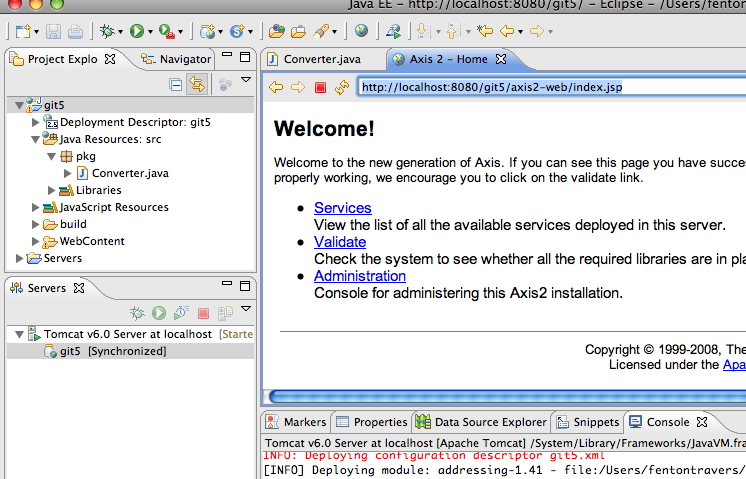 Java EE - http://localhost:8080/git5/ - Eclipse - /Users/fento
Project Explo
Navigator
git5
Deployment Descriptor: git5
Java Resources: src
pkg
Converter.java
Libraries
JavaScript Resources
build
WebContent
Servers
Servers
Tomcat v6.0 Server at localhost [Starte
git5 [Synchronized]
Converter.java
Axis 2 - Home
http://localhost:8080/git5/axis2-web/index.jsp
Welcome!
Welcome to the new generation of Axis. If you can see this page you have succe
properly working, we encourage you to click on the validate link.
Services
View the list of all the available services deployed in this server.
Validate
Check the system to see whether all the required libraries are in pla
Administration
Console for administering this Axis2 installation.
Copyright © 1999-2008, The
Licensed under the Apa
Markers
Properties
Data Source Explorer
Snippets
Console
Tomcat v6.0 Server at localhost [Apache Tomcat] /System/Library/Frameworks/JavaVM.fra
INFO: Deploying configuration descriptor git5.xml
[INFO] Deploying module: addressing-1.41 - file:/Users/fentontravers/